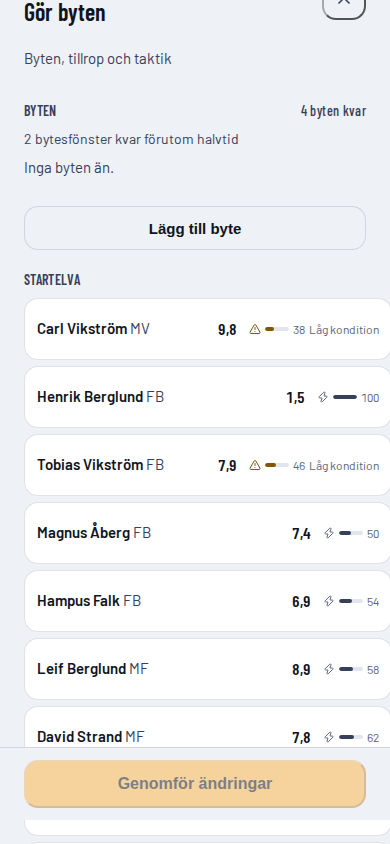 Gör byten
Byten, tillrop och taktik
BYTEN 4 byten kvar
2 bytesfönster kvar förutom halvtid
Inga byten än.
Lägg till byte
STARTELVA
Carl Vikström MV 9,8 38 Låg kondition
Henrik Berglund FB 1,5 100
Tobias Vikström FB 7,9 46 Låg kondition
Magnus Åberg FB 7,4 50
Hampus Falk FB 6,9 54
Leif Berglund MF 8,9 58
David Strand MF 7,8 62
Genomför ändringar